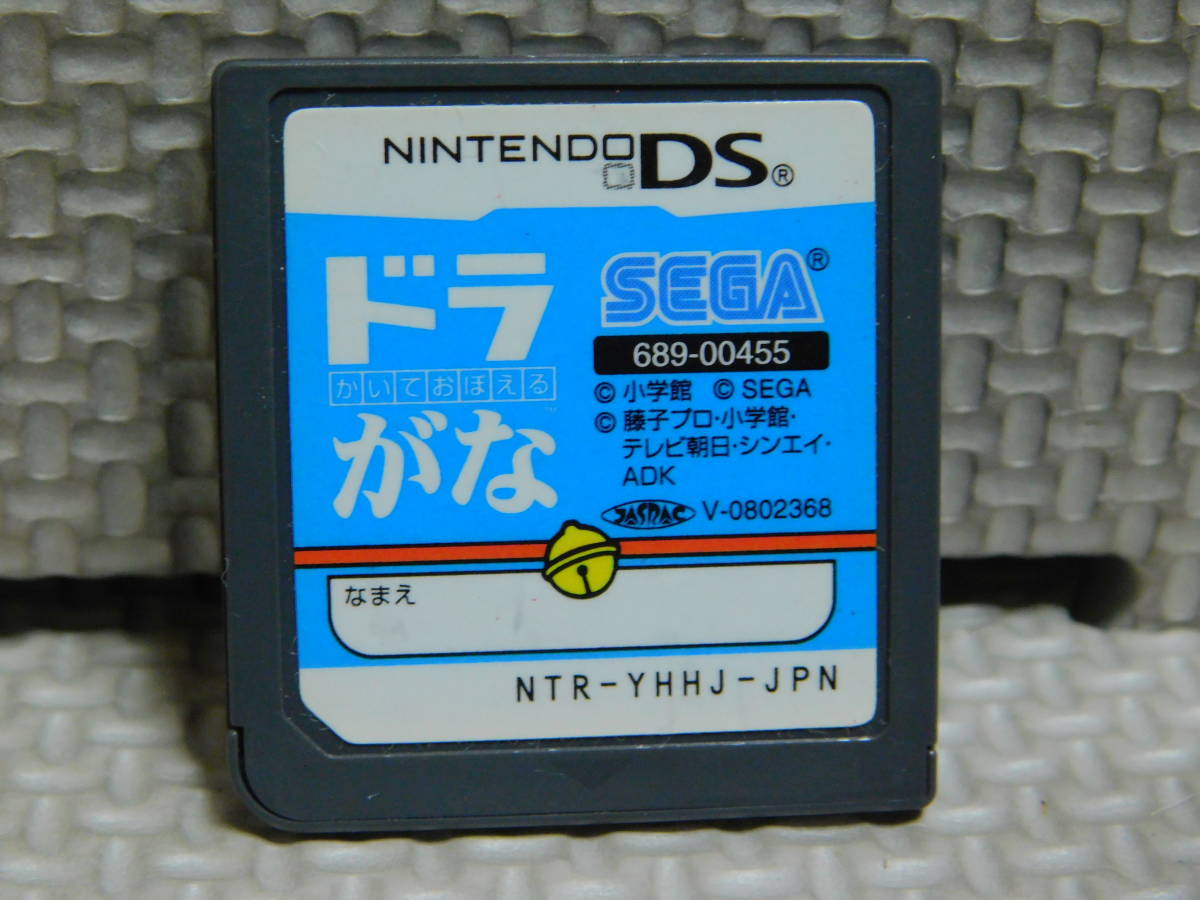 NINTENDO DS®
ドラ
かいておぼえる
がな™
SEGA®
689-00455
© 小学館 © SEGA
© 藤子プロ・小学館・
テレビ朝日・シンエイ・
ADK
JASRAC V-0802368
なまえ
NTR-YHHJ-JPN